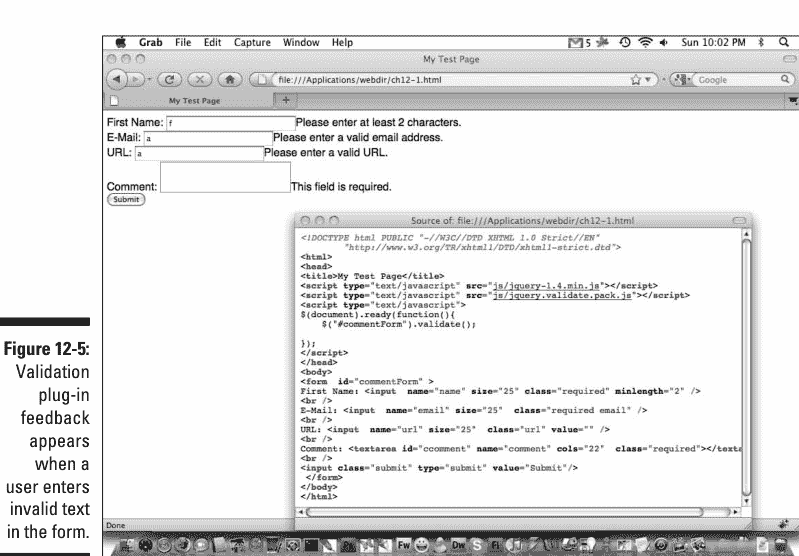 Grab File Edit Capture Window Help
5
Sun 10:02 PM
My Test Page
file:///Applications/webdir/ch12-1.html
Google
My Test Page
+
First Name: f Please enter at least 2 characters.
E-Mail: a Please enter a valid email address.
URL: a Please enter a valid URL.
Comment: This field is required.
Submit
Source of: file:///Applications/webdir/ch12-1.html
<!DOCTYPE html PUBLIC "-//W3C//DTD XHTML 1.0 Strict//EN"
"http://www.w3.org/TR/xhtml1/DTD/xhtml1-strict.dtd">
<html>
<head>
<title>My Test Page</title>
<script type="text/javascript" src="js/jquery-1.4.min.js"></script>
<script type="text/javascript" src="js/jquery.validate.pack.js"></script>
<script type="text/javascript">
$(document).ready(function(){
$("#commentForm").validate();
});
</script>
</head>
<body>
<form id="commentForm" >
First Name: <input name="name" size="25" class="required" minlength="2" />
<br />
E-Mail: <input name="email" size="25" class="required email" />
<br />
URL: <input name="url" size="25" class="url" value="" />
<br />
Comment: <textarea id="ccomment" name="comment" cols="22" class="required"></texta
<br />
<input class="submit" type="submit" value="Submit"/>
</form>
</body>
</html>
Done
Fw
Dw
S
Fl
Figure 12-5:
Validation
plug-in
feedback
appears
when a
user enters
invalid text
in the form.